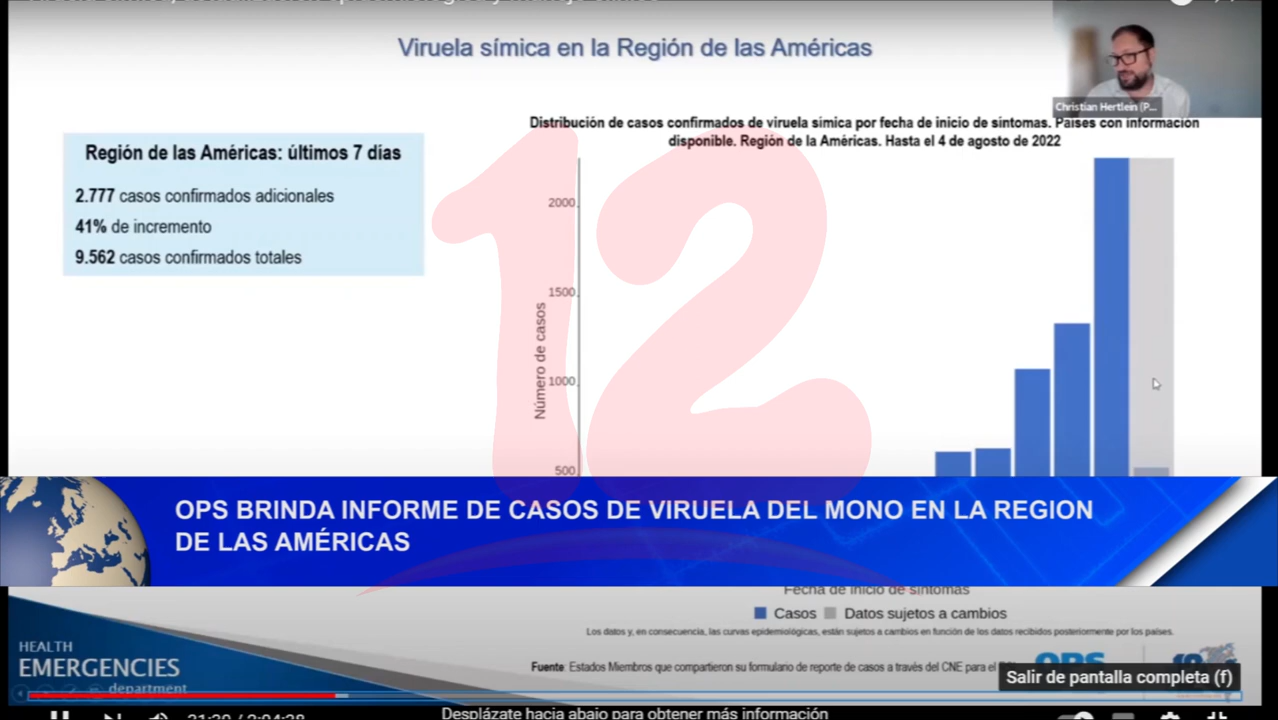 Viruela símica en la Región de las Américas
Christian Hertlein (P...
Distribución de casos confirmados de viruela símica por fecha de inicio de síntomas. Países con información
disponible. Región de la Américas. Hasta el 4 de agosto de 2022
Región de las Américas: últimos 7 días
2.777 casos confirmados adicionales
41% de incremento
9.562 casos confirmados totales
12
Número de casos
2000
1500
1000
500
OPS BRINDA INFORME DE CASOS DE VIRUELA DEL MONO EN LA REGION
DE LAS AMÉRICAS
Fecha de inicio de síntomas
Casos Datos sujetos a cambios
Los datos y, en consecuencia, las curvas epidemiológicas, están sujetos a cambios en función de los datos recibidos posteriormente por los países.
Fuente: Estados Miembros que compartieron su formulario de reporte de casos a través del CNE para el
HEALTH
EMERGENCIES
department
OPS
Salir de pantalla completa (f)
Desplázate hacia abajo para obtener más información